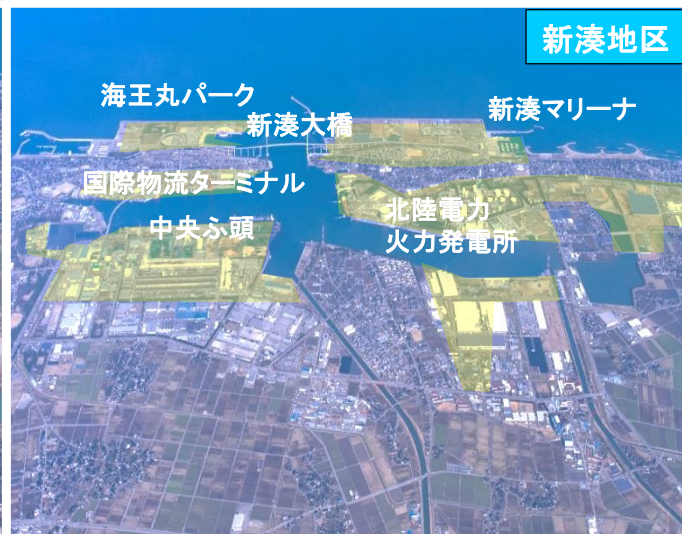 新湊地区
海王丸パーク
新湊大橋
新湊マリーナ
国際物流ターミナル
中央ふ頭
北陸電力
火力発電所